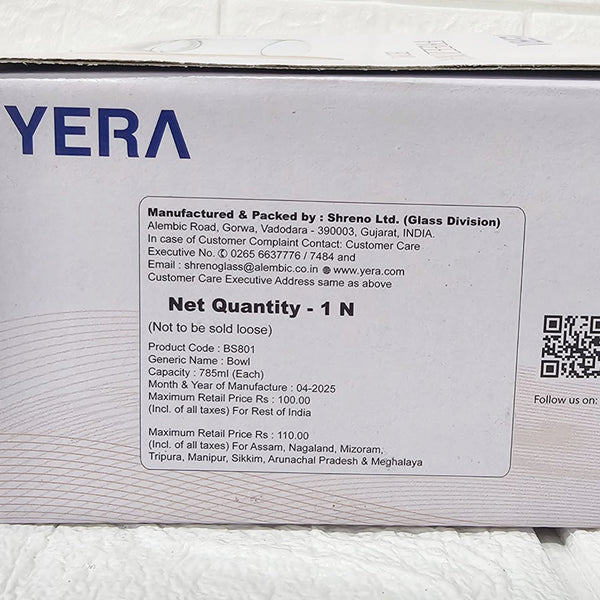 YERA
Manufactured & Packed by : Shreno Ltd. (Glass Division)
Alembic Road, Gorwa, Vadodara - 390003, Gujarat, INDIA.
In case of Customer Complaint Contact: Customer Care
Executive No. ✆ 0265 6637776 / 7484 and
Email : shrenoglass@alembic.co.in 🌐 www.yera.com
Customer Care Executive Address same as above
Net Quantity - 1 N
(Not to be sold loose)
Product Code : BS801
Generic Name : Bowl
Capacity : 785ml (Each)
Month & Year of Manufacture : 04-2025
Maximum Retail Price Rs : 100.00
(Incl. of all taxes) For Rest of India
Maximum Retail Price Rs : 110.00
(Incl. of all taxes) For Assam, Nagaland, Mizoram,
Tripura, Manipur, Sikkim, Arunachal Pradesh & Meghalaya
Follow us on: